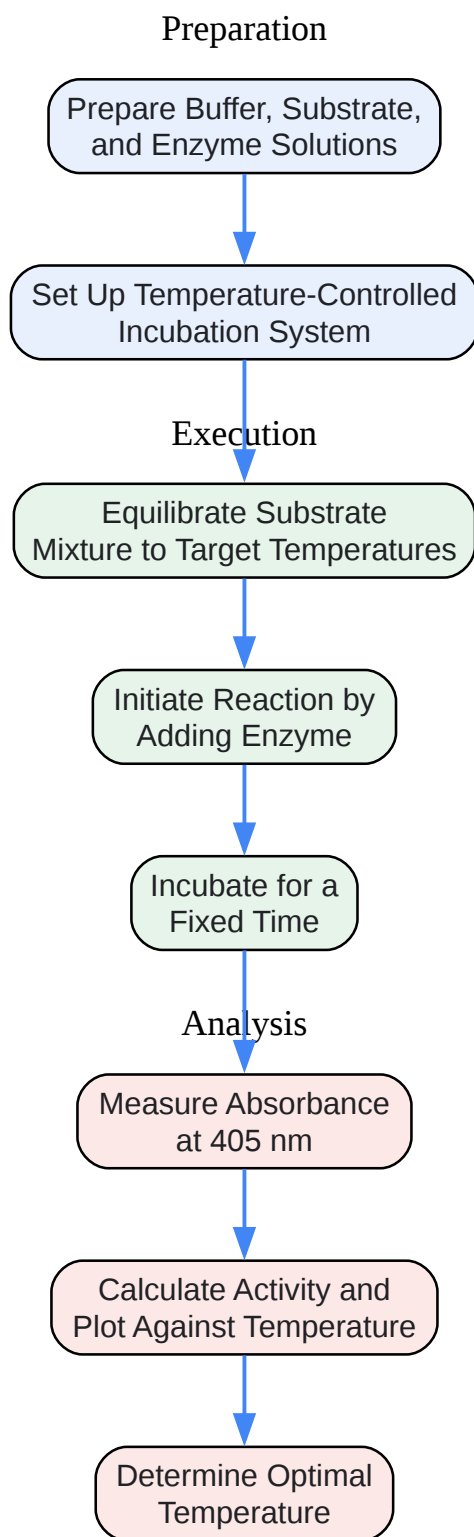 Preparation
Prepare Buffer, Substrate,
and Enzyme Solutions
Set Up Temperature-Controlled
Incubation System
Execution
Equilibrate Substrate
Mixture to Target Temperatures
Initiate Reaction by
Adding Enzyme
Incubate for a
Fixed Time
Analysis
Measure Absorbance
at 405 nm
Calculate Activity and
Plot Against Temperature
Determine Optimal
Temperature